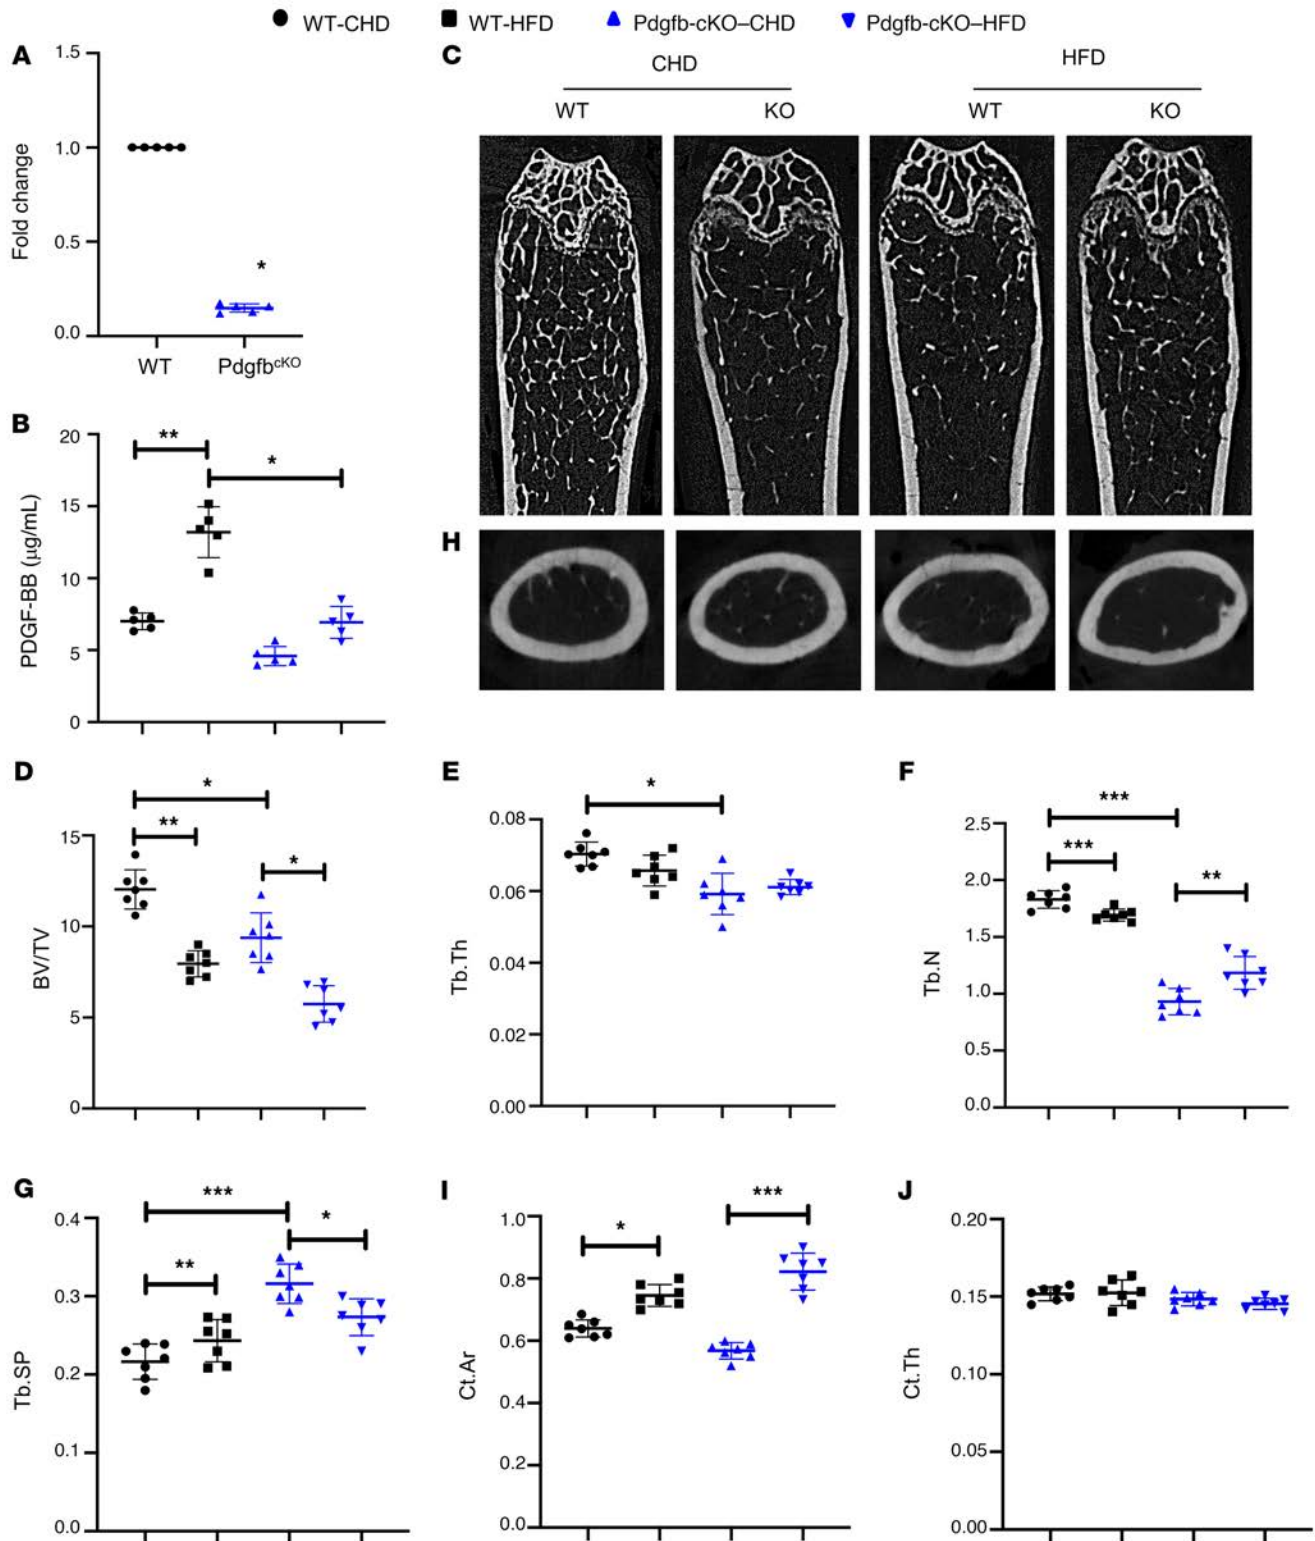 WT-CHD WT-HFD Pdgfb-cKO–CHD Pdgfb-cKO–HFD
A
1.5
1.0
0.5
0.0
Fold change
*
WT PdgfbcKO
B
20
15
10
5
0
PDGF-BB (µg/mL)
**
*
C
CHD HFD
WT KO WT KO
H
D
15
10
5
0
BV/TV
*
**
*
E
0.08
0.06
0.04
0.02
0.00
Tb.Th
*
F
2.5
2.0
1.5
1.0
0.5
0.0
Tb.N
***
***
**
G
0.4
0.3
0.2
0.1
0.0
Tb.SP
***
*
**
I
1.0
0.8
0.6
0.4
0.2
0.0
Ct.Ar
***
*
J
0.20
0.15
0.10
0.05
0.00
Ct.Th